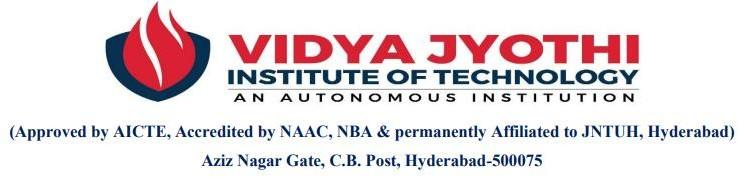 VIDYA JYOTHI
INSTITUTE OF TECHNOLOGY
AN AUTONOMOUS INSTITUTION
(Approved by AICTE, Accredited by NAAC, NBA & permanently Affiliated to JNTUH, Hyderabad)
Aziz Nagar Gate, C.B. Post, Hyderabad-500075